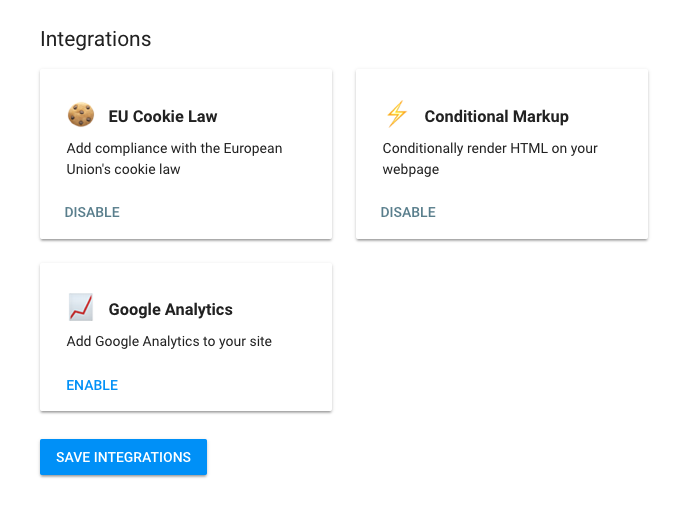 Integrations
EU Cookie Law
Add compliance with the European
Union's cookie law
DISABLE
Conditional Markup
Conditionally render HTML on your
webpage
DISABLE
Google Analytics
Add Google Analytics to your site
ENABLE
SAVE INTEGRATIONS